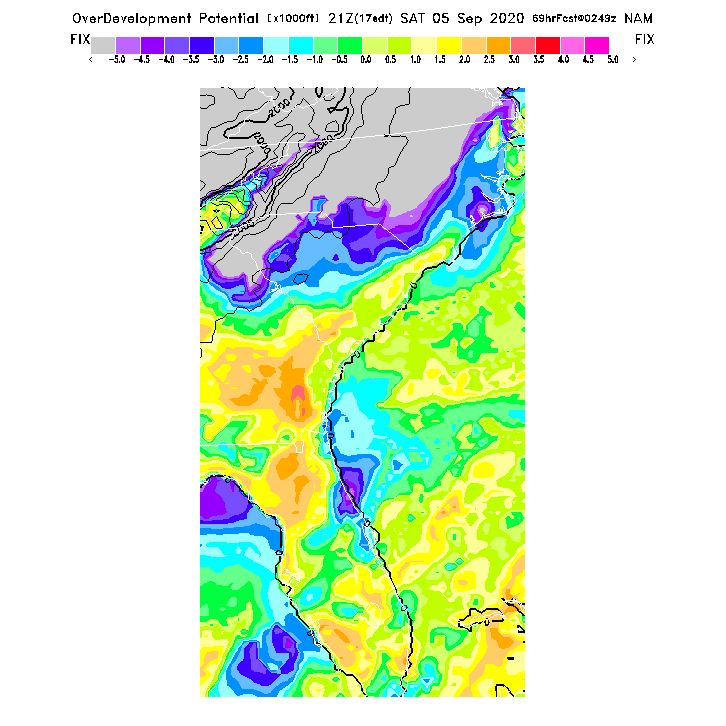 OverDevelopment Potential [x1000ft] 21Z(17edt) SAT 05 Sep 2020 69hrFcst@0249z NAM
FIX FIX
< -5.0 -4.5 -4.0 -3.5 -3.0 -2.5 -2.0 -1.5 -1.0 -0.5 0.0 0.5 1.0 1.5 2.0 2.5 3.0 3.5 4.0 4.5 5.0 >
2000
2000